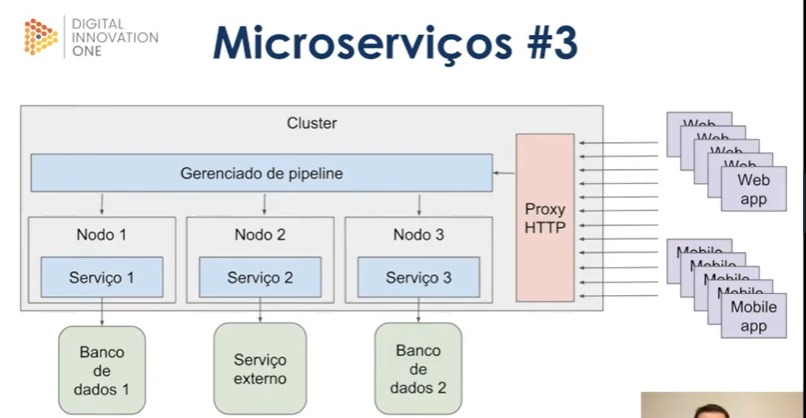 DIGITAL
INNOVATION
ONE
Microserviços #3
Cluster
Gerenciado de pipeline
Proxy
HTTP
Nodo 1
Nodo 2
Nodo 3
Serviço 1
Serviço 2
Serviço 3
Banco
de
dados 1
Serviço
externo
Banco
de
dados 2
Web
Web
Web
Web
Web
app
Mobile
Mobile
Mobile
Mobile
Mobile
app